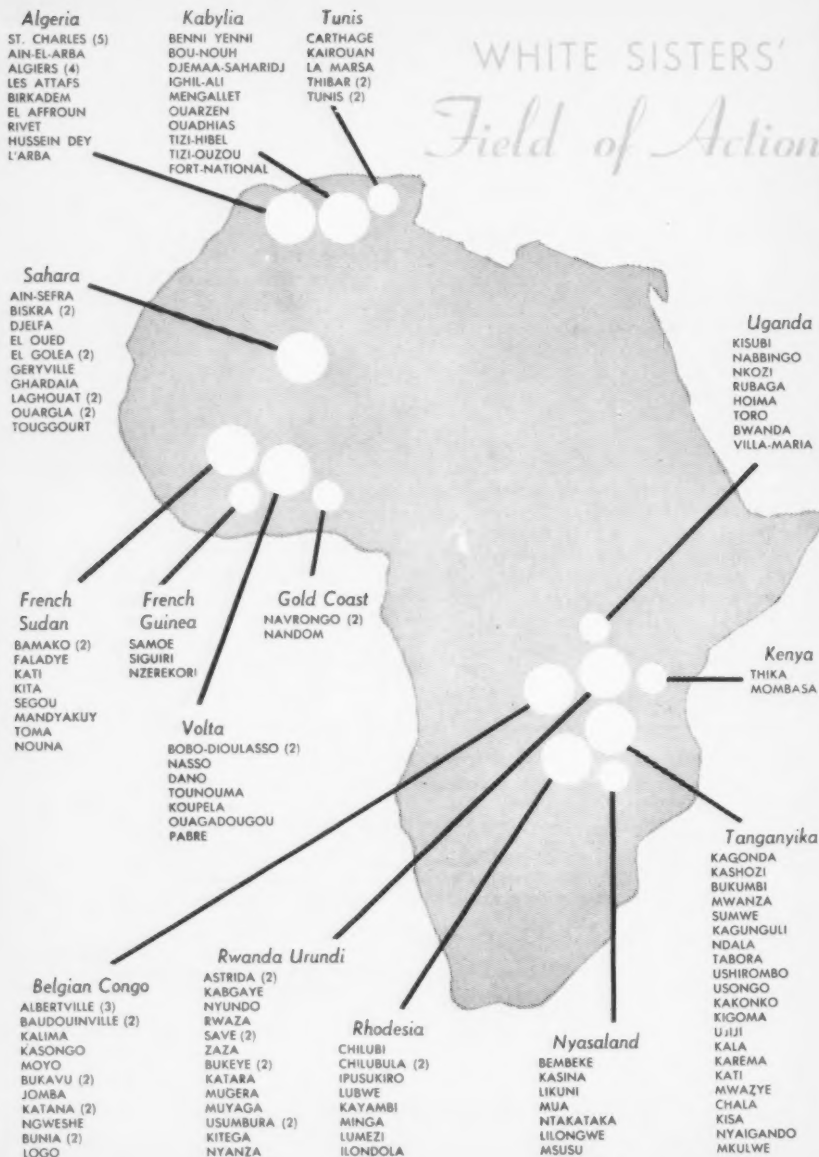 Algeria
ST. CHARLES (5)
AIN-EL-ARBA
ALGIERS (4)
LES ATTAFS
BIRKADEM
EL AFFROUN
RIVET
HUSSEIN DEY
L'ARBA
Kabylia
BENNI YENNI
BOU-NOUH
DJEMAA-SAHARIDJ
IGHIL-ALI
MENGALLET
OUARZEN
OUADHIAS
TIZI-HIBEL
TIZI-OUZOU
FORT-NATIONAL
Tunis
CARTHAGE
KAIROUAN
LA MARSA
THIBAR (2)
TUNIS (2)
WHITE SISTERS'
Field of Action
Sahara
AIN-SEFRA
BISKRA (2)
DJELFA
EL OUED
EL GOLEA (2)
GERYVILLE
GHARDAIA
LAGHOUAT (2)
OUARGLA (2)
TOUGGOURT
Uganda
KISUBI
NABBINGO
NKOZI
RUBAGA
HOIMA
TORO
BWANDA
VILLA-MARIA
French
Sudan
BAMAKO (2)
FALADYE
KATI
KITA
SEGOU
MANDYAKUY
TOMA
NOUNA
French
Guinea
SAMOE
SIGUIRI
NZEREKORI
Gold Coast
NAVRONGO (2)
NANDOM
Kenya
THIKA
MOMBASA
Volta
BOBO-DIOULASSO (2)
NASSO
DANO
TOUNOUMA
KOUPELA
OUAGADOUGOU
PABRE
Tanganyika
KAGONDA
KASHOZI
BUKUMBI
MWANZA
SUMWE
KAGUNGULI
NDALA
TABORA
USHIROMBO
USONGO
KAKONKO
KIGOMA
UJIJI
KALA
KAREMA
KATI
MWAZYE
CHALA
KISA
NYAIGANDO
MKULWE
Belgian Congo
ALBERTVILLE (3)
BAUDOUINVILLE (2)
KALIMA
KASONGO
MOYO
BUKAVU (2)
JOMBA
KATANA (2)
NGWESHE
BUNIA (2)
LOGO
Rwanda Urundi
ASTRIDA (2)
KABGAYE
NYUNDO
RWAZA
SAVE (2)
ZAZA
BUKEYE (2)
KATARA
MUGERA
MUYAGA
USUMBURA (2)
KITEGA
NYANZA
Rhodesia
CHILUBI
CHILUBULA (2)
IPUSUKIRO
LUBWE
KAYAMBI
MINGA
LUMEZI
ILONDOLA
Nyasaland
BEMBEKE
KASINA
LIKUNI
MUA
NTAKATAKA
LILONGWE
MSUSU